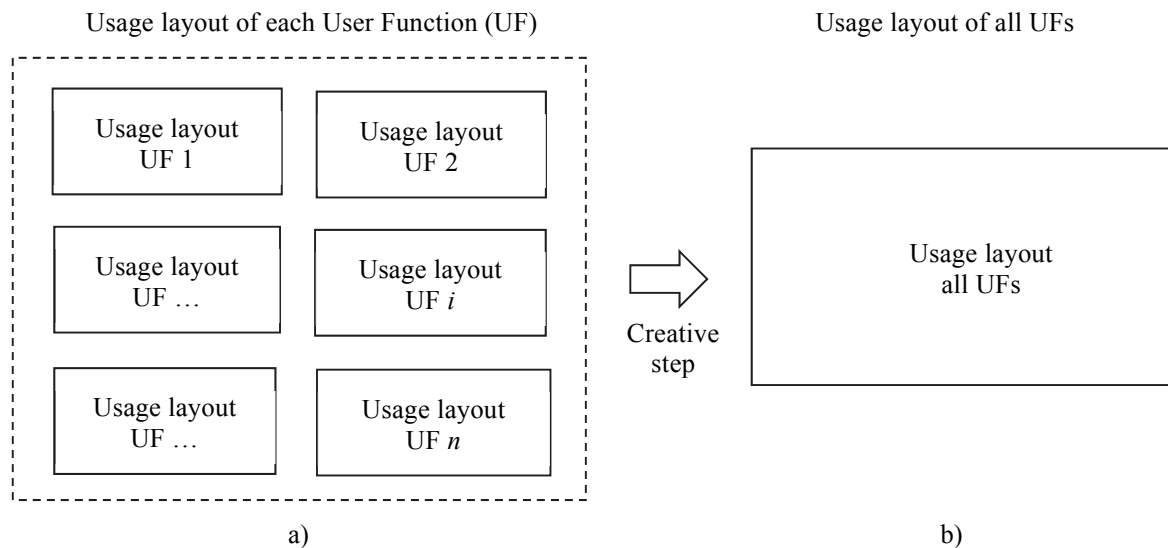 Usage layout of each User Function (UF)
Usage layout of all UFs
Usage layout
UF 1
Usage layout
UF 2
Usage layout
UF …
Usage layout
UF i
Usage layout
UF …
Usage layout
UF n
Creative
step
Usage layout
all UFs
a)
b)